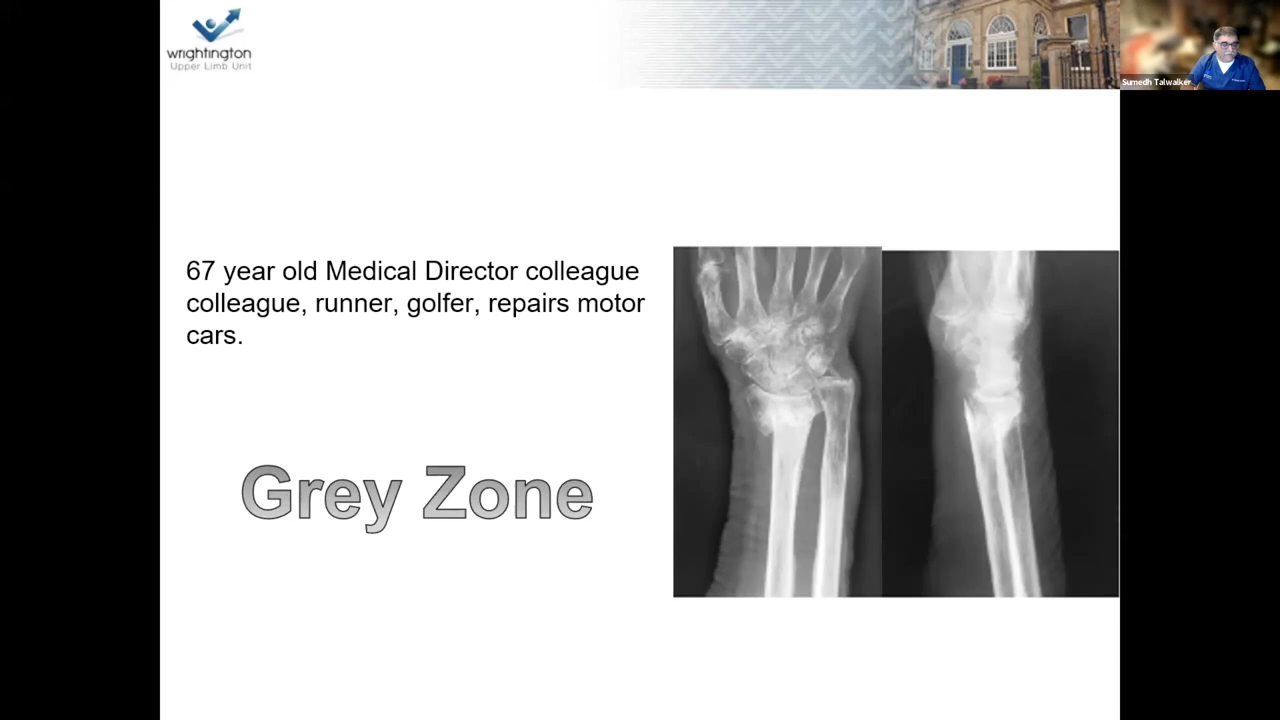 wrightington
Upper Limb Unit
Sumedh Talwalker
67 year old Medical Director colleague
colleague, runner, golfer, repairs motor
cars.
Grey Zone